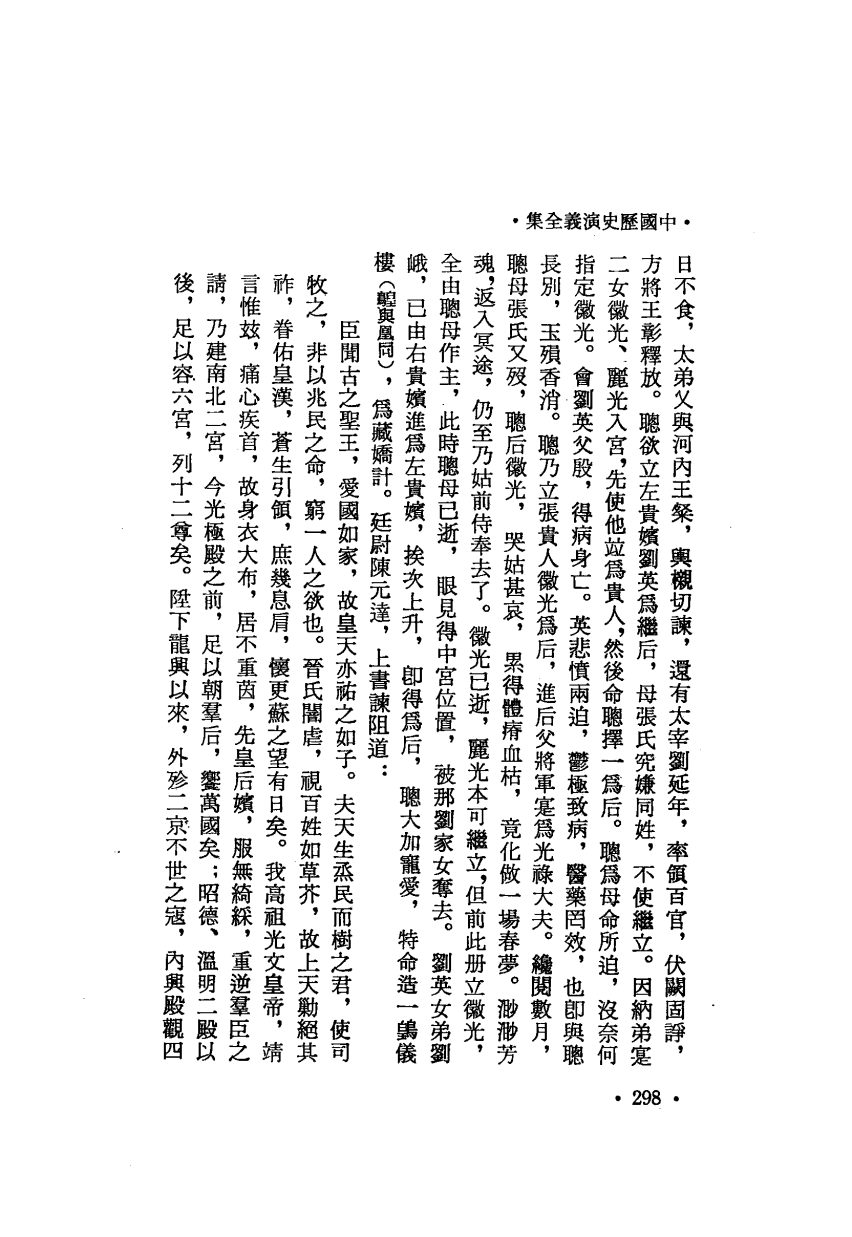 •中國歷史演義全集•
日不食，太弟乂與河內王粲，輿櫬切諫，還有太宰劉延年，率領百官，伏闕固諍，
方將王彰釋放。聰欲立左貴嬪劉英爲繼后，母張氏究嫌同姓，不使繼立。因納弟寔
二女徽光、麗光入宮，先使他竝爲貴人，然後命聰擇一爲后。聰爲母命所迫，沒奈何
指定徽光。會劉英父殷，得病身亡。英悲憤兩迫，鬱極致病，醫藥罔效，也卽與聰
長別，玉殞香消。聰乃立張貴人徽光爲后，進后父將軍寔爲光祿大夫。纔閱數月，
聰母張氏又歿，聰后徽光，哭姑甚哀，累得體瘠血枯，竟化做一場春夢。渺渺芳
魂，返入冥途，仍至乃姑前侍奉去了。徽光已逝，麗光本可繼立，但前此册立徽光，
全由聰母作主，此時聰母已逝，眼見得中宮位置，被那劉家女奪去。劉英女弟劉
娥，已由右貴嬪進爲左貴嬪，挨次上升，卽得爲后，聰大加寵愛，特命造一䳨儀
樓（䳨與凰同），爲藏嬌計。廷尉陳元達，上書諫阻道：
臣聞古之聖王，愛國如家，故皇天亦祐之如子。夫天生烝民而樹之君，使司
牧之，非以兆民之命，窮一人之欲也。晉氏闇虐，視百姓如草芥，故上天勦絕其
祚，眷佑皇漢，蒼生引領，庶幾息肩，懷更蘇之望有日矣。我高祖光文皇帝，靖
言惟玆，痛心疾首，故身衣大布，居不重茵，先皇后嬪，服無綺綵，重逆羣臣之
請，乃建南北二宮，今光極殿之前，足以朝羣后，饗萬國矣；昭德、溫明二殿以
後，足以容六宮，列十二尊矣。陛下龍興以來，外殄二京不世之寇，內興殿觀四
•298•